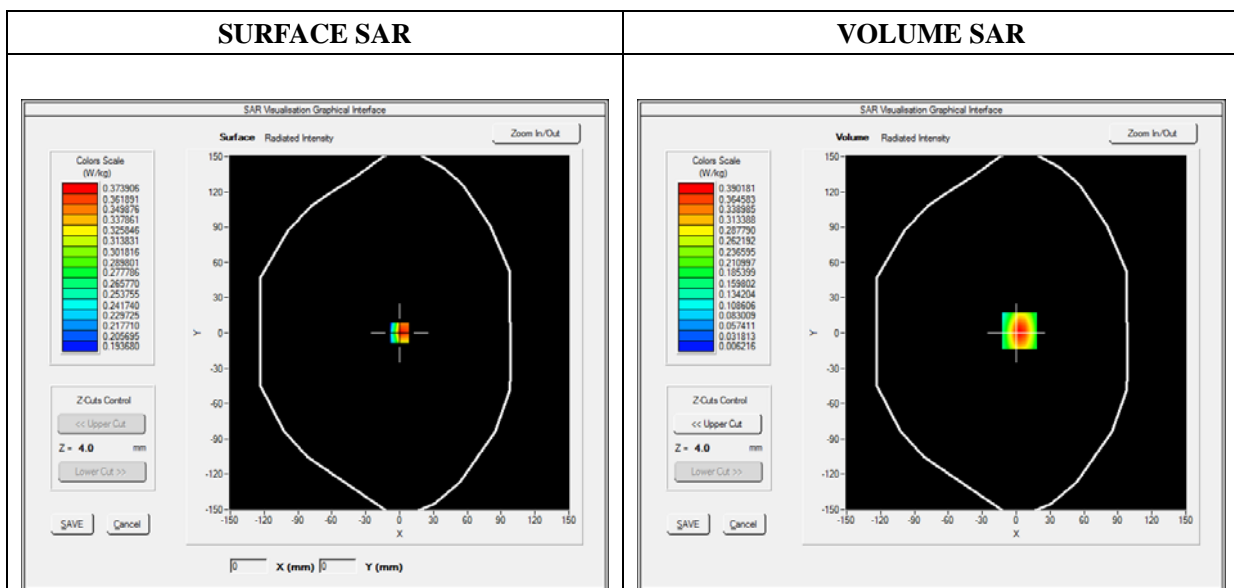 SURFACE SAR
VOLUME SAR
SAR Visualisation Graphical Interface
Surface Radiated Intensity
Zoom In/Out
Colors Scale
(W/kg)
0.373906
0.361891
0.349876
0.337861
0.325846
0.313831
0.301816
0.289801
0.277786
0.265770
0.253755
0.241740
0.229725
0.217710
0.205695
0.193680
150
120
90
60
30
0
-30
-60
-90
-120
-150
Y
-150 -120 -90 -60 -30 0 30 60 90 120 150
X
Z-Cuts Control
<< Upper Cut
Z = 4.0 mm
Lower Cut >>
SAVE Cancel
0 X (mm) 0 Y (mm)
SAR Visualisation Graphical Interface
Volume Radiated Intensity
Zoom In/Out
Colors Scale
(W/kg)
0.390181
0.364583
0.338985
0.313388
0.287790
0.262192
0.236595
0.210997
0.185399
0.159802
0.134204
0.108606
0.083009
0.057411
0.031813
0.006216
150
120
90
60
30
0
-30
-60
-90
-120
-150
Y
-150 -120 -90 -60 -30 0 30 60 90 120 150
X
Z-Cuts Control
<< Upper Cut
Z = 4.0 mm
Lower Cut >>
SAVE Cancel